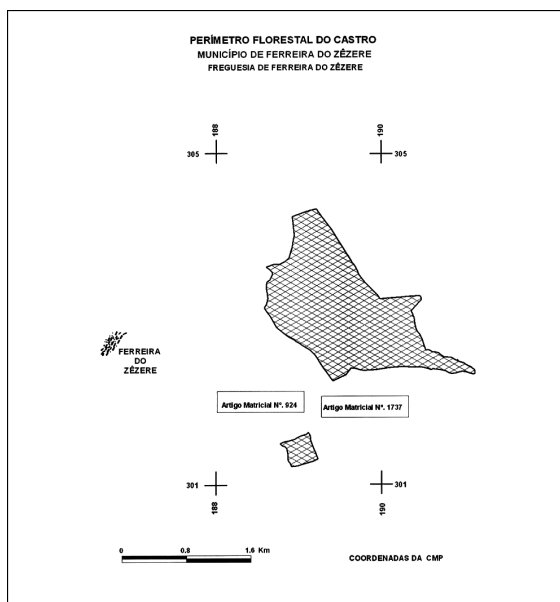 PERÍMETRO FLORESTAL DO CASTRO
MUNICÍPIO DE FERREIRA DO ZÊZERE
FREGUESIA DE FERREIRA DO ZÊZERE
188
190
305
305
FERREIRA
DO
ZÊZERE
Artigo Matricial Nº. 924
Artigo Matricial Nº. 1737
301
301
188
190
0 0.8 1.6 Km
COORDENADAS DA CMP